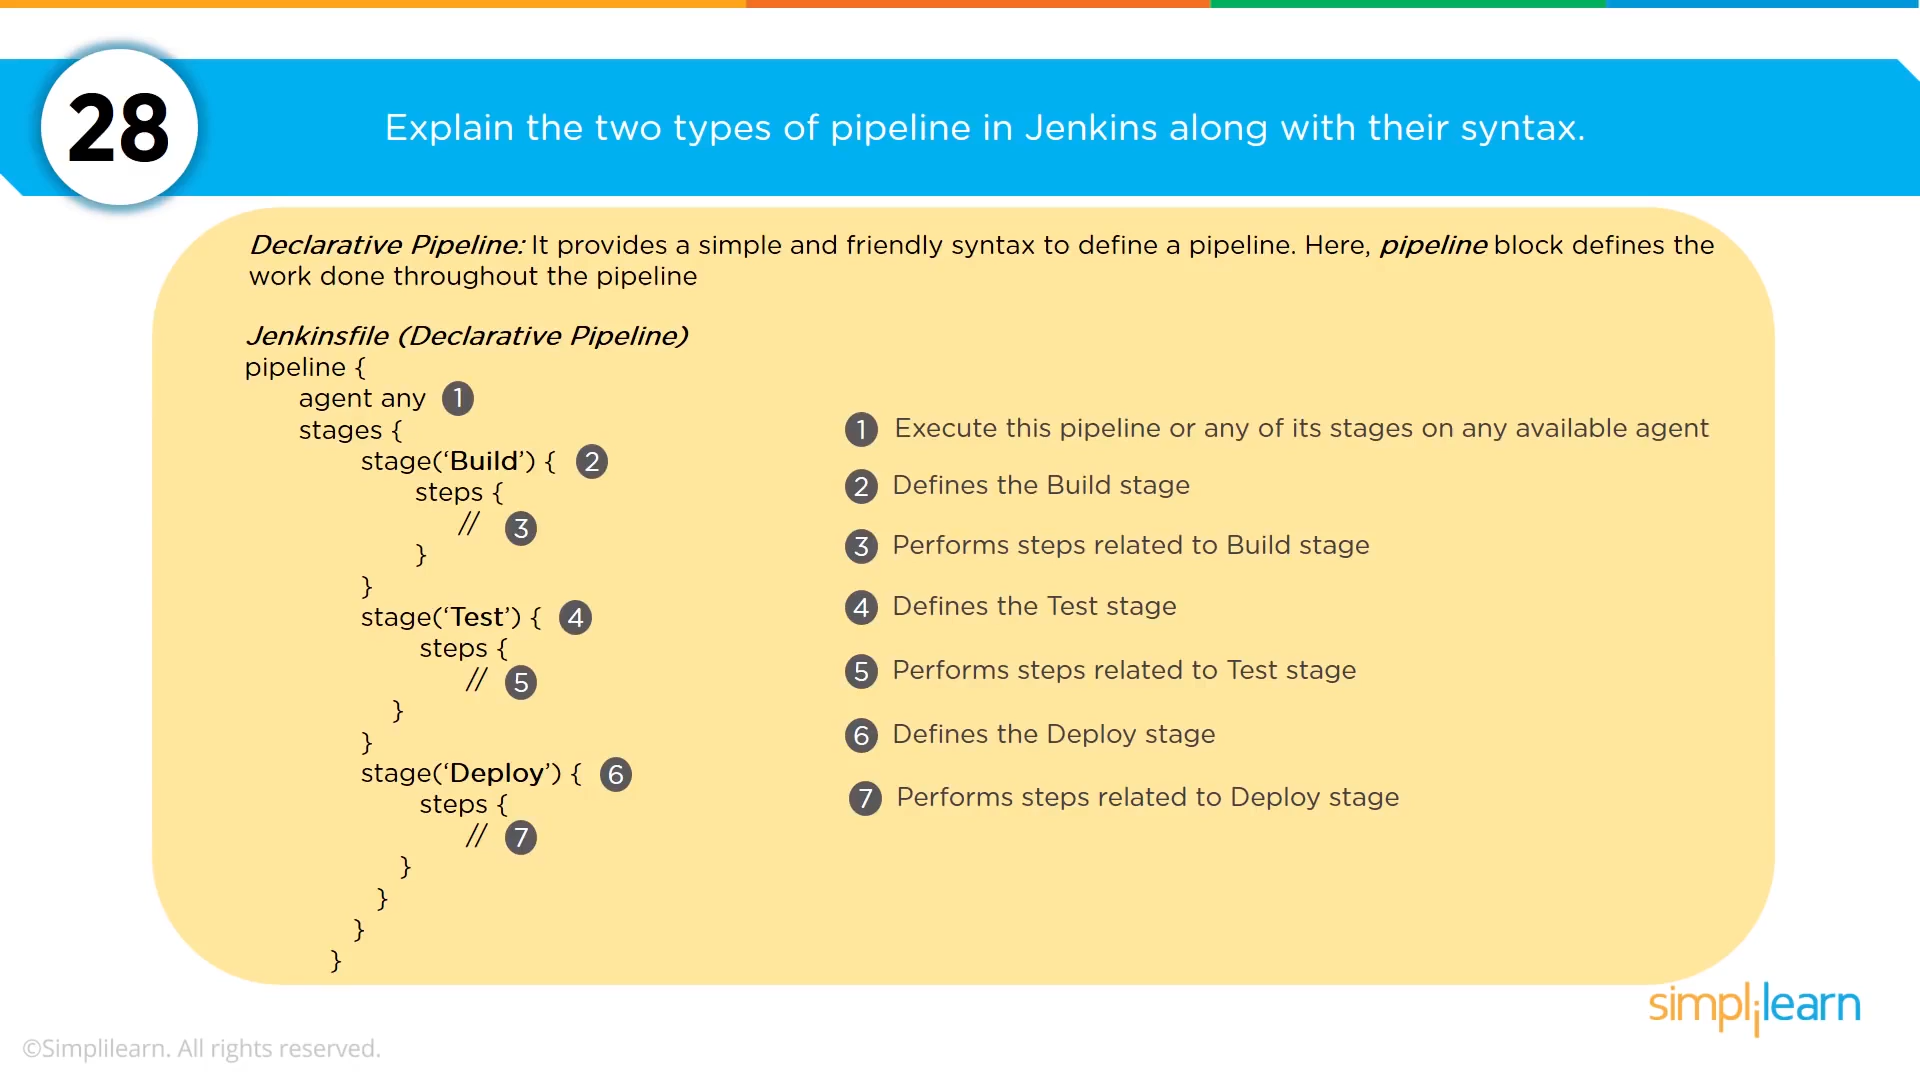 28
Explain the two types of pipeline in Jenkins along with their syntax.
Declarative Pipeline: It provides a simple and friendly syntax to define a pipeline. Here, pipeline block defines the
work done throughout the pipeline
Jenkinsfile (Declarative Pipeline)
pipeline {
agent any 1
stages {
stage(‘Build’) { 2
steps {
// 3
}
}
stage(‘Test’) { 4
steps {
// 5
}
}
stage(‘Deploy’) { 6
steps {
// 7
}
}
}
}
1 Execute this pipeline or any of its stages on any available agent
2 Defines the Build stage
3 Performs steps related to Build stage
4 Defines the Test stage
5 Performs steps related to Test stage
6 Defines the Deploy stage
7 Performs steps related to Deploy stage
simplilearn
©Simplilearn. All rights reserved.